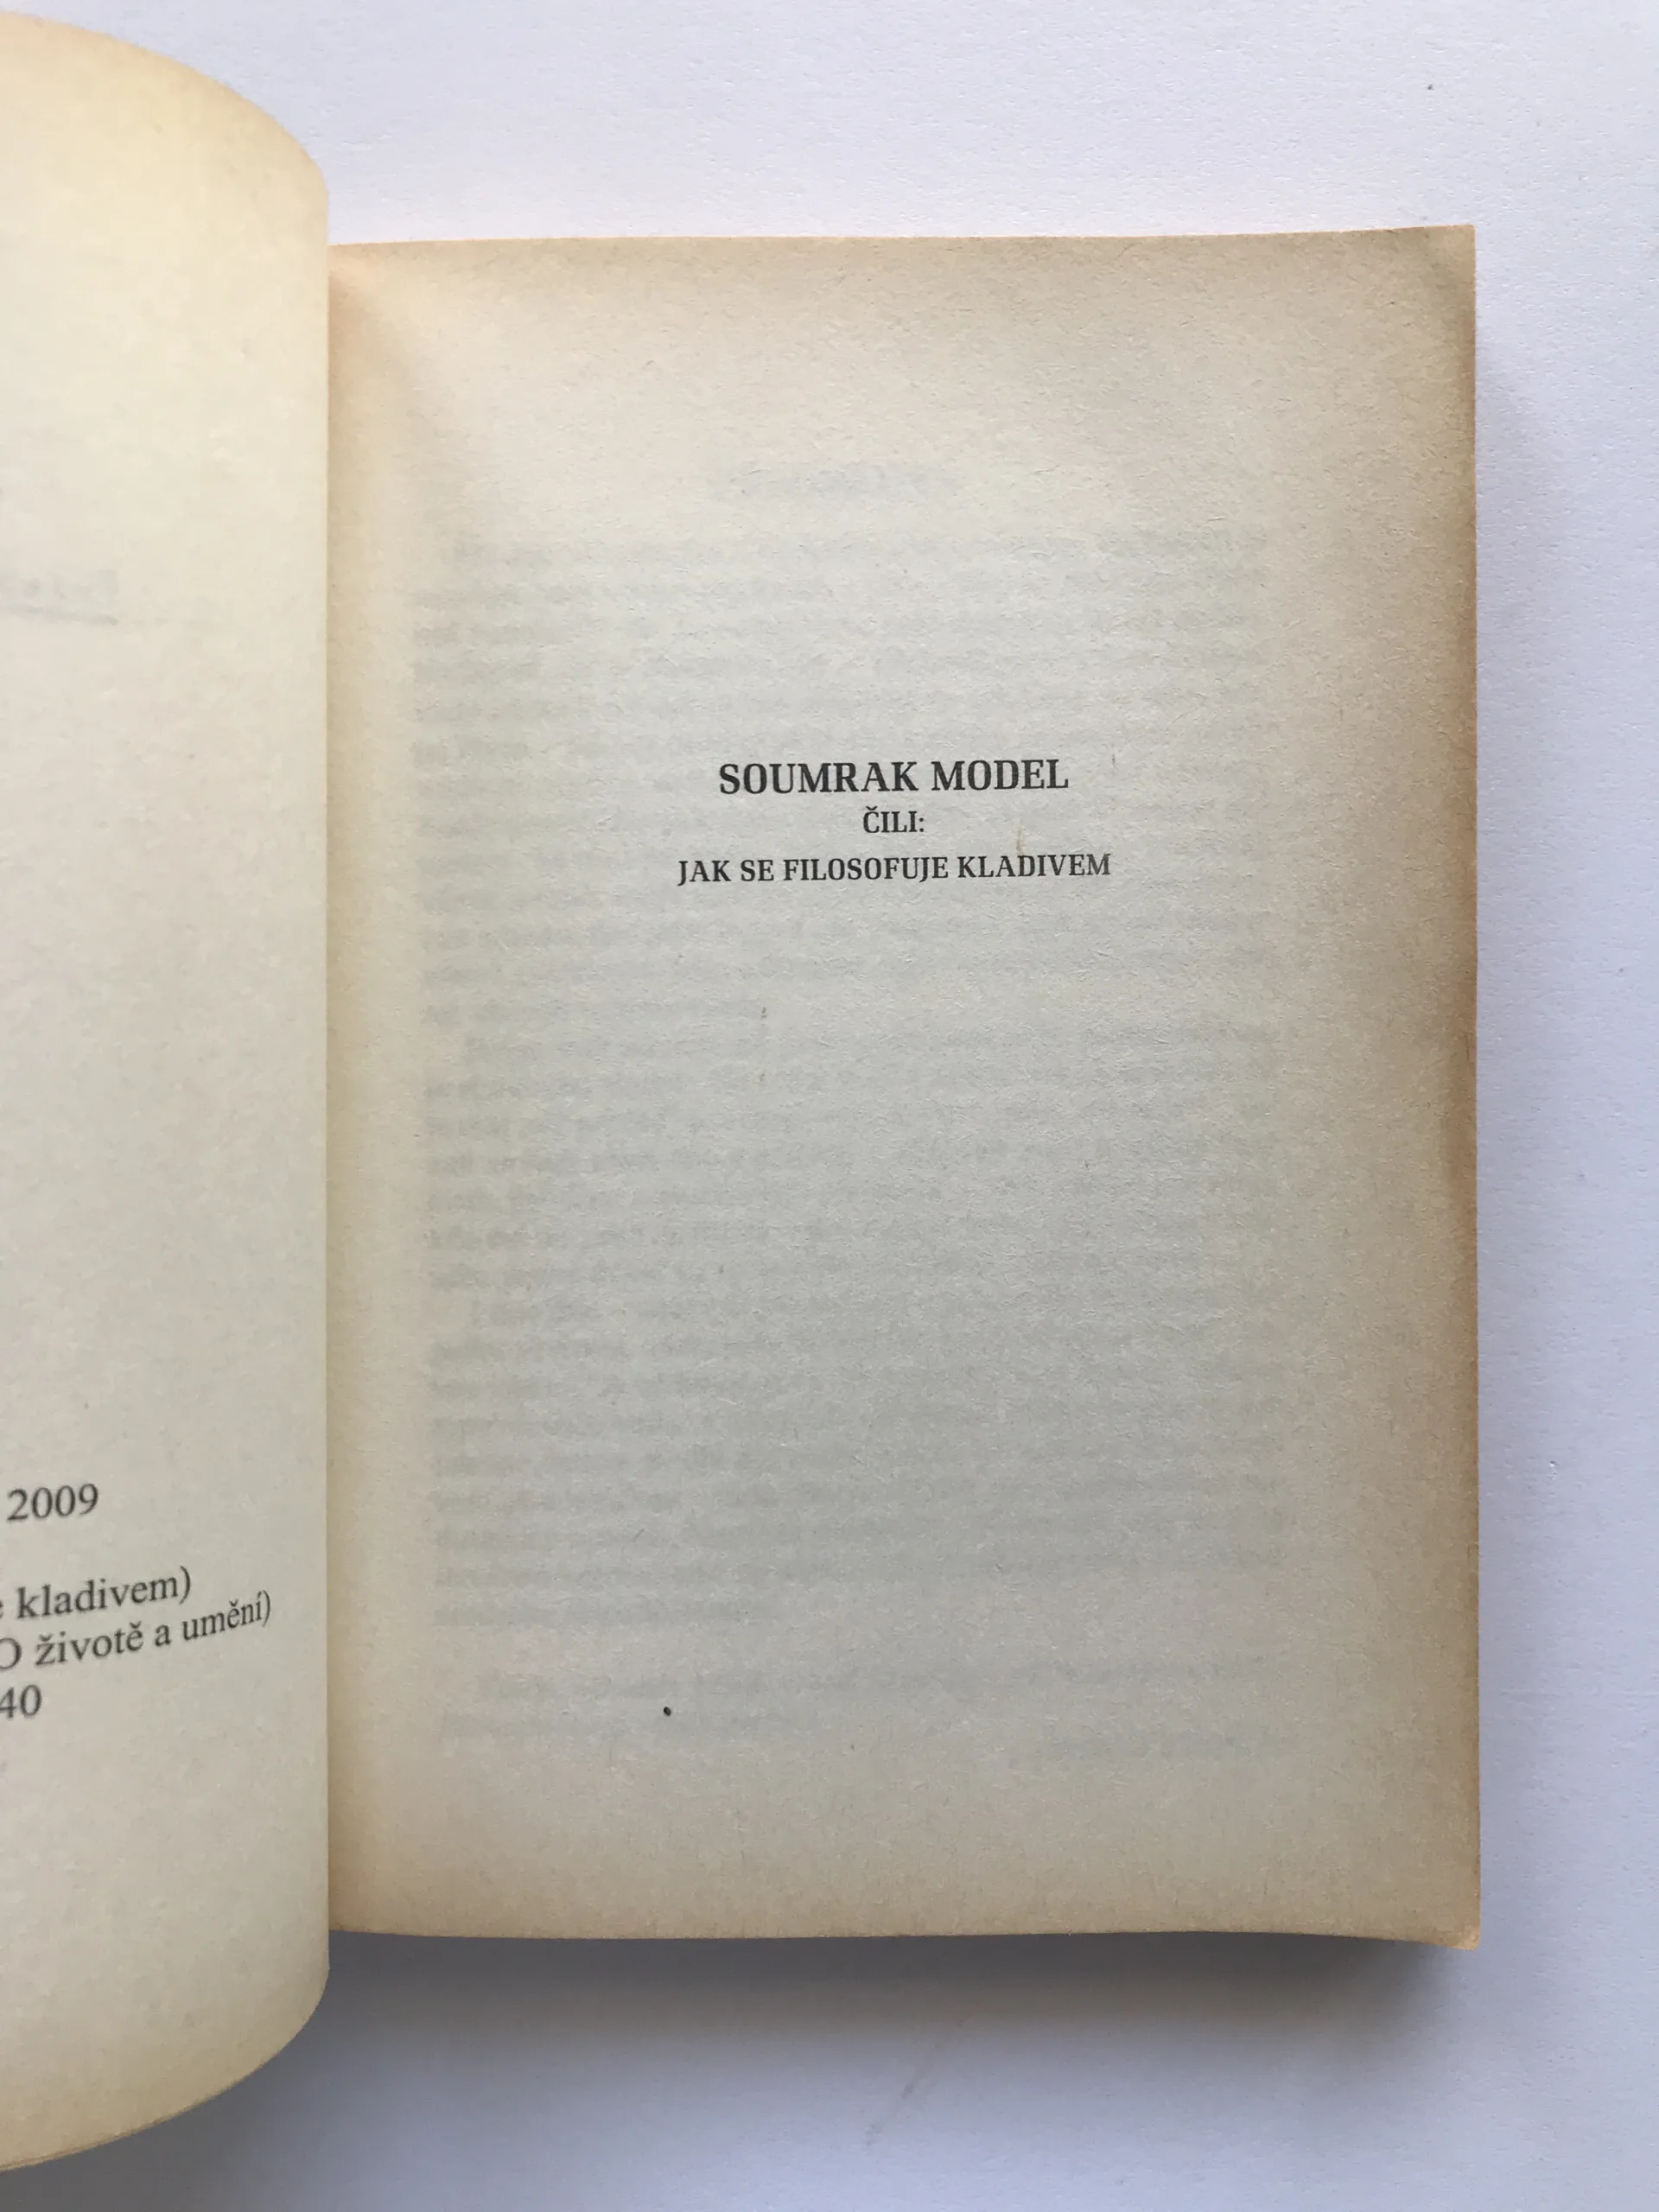 2009
kladivem)
O životě a umění)
40
SOUMRAK MODEL
ČILI:
JAK SE FILOSOFUJE KLADIVEM